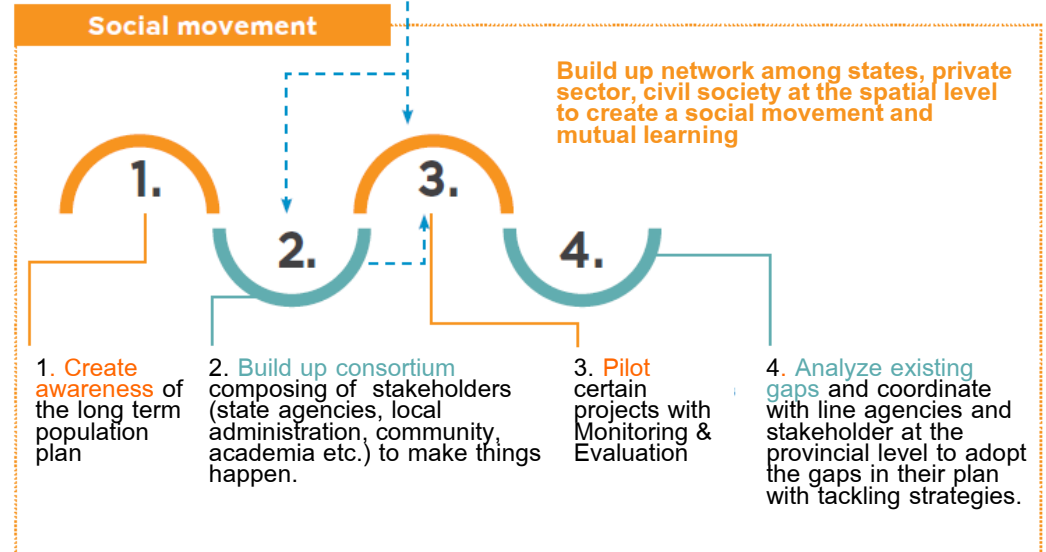 Social movement
Build up network among states, private
sector, civil society at the spatial level
to create a social movement and
mutual learning
1.
2.
3.
4.
1. Create
awareness of
the long term
population
plan
2. Build up consortium
composing of stakeholders
(state agencies, local
administration, community,
academia etc.) to make things
happen.
3. Pilot
certain
projects with
Monitoring &
Evaluation
4. Analyze existing
gaps and coordinate
with line agencies and
stakeholder at the
provincial level to adopt
the gaps in their plan
with tackling strategies.